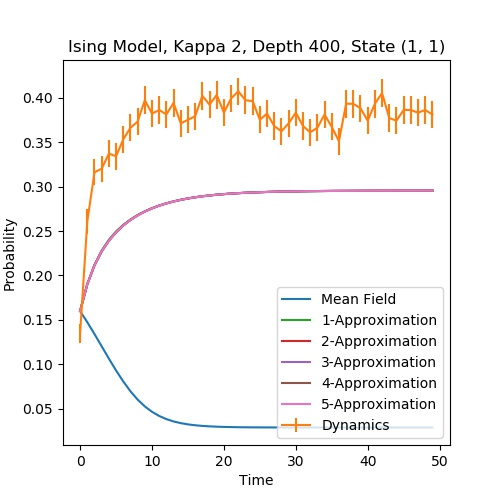 Ising Model, Kappa 2, Depth 400, State (1, 1)
Probability
0.40
0.35
0.30
0.25
0.20
0.15
0.10
0.05
Mean Field
1-Approximation
2-Approximation
3-Approximation
4-Approximation
5-Approximation
Dynamics
0 10 20 30 40 50
Time